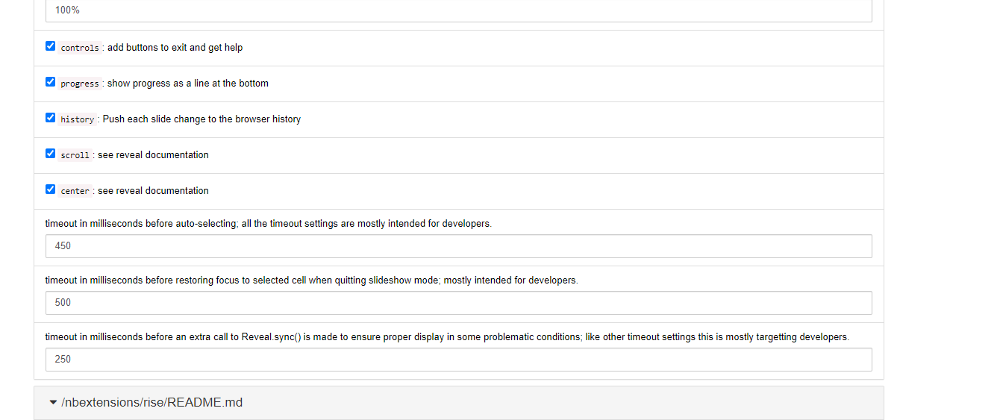 100%
controls : add buttons to exit and get help
progress : show progress as a line at the bottom
history : Push each slide change to the browser history
scroll : see reveal documentation
center : see reveal documentation
timeout in milliseconds before auto-selecting; all the timeout settings are mostly intended for developers.
450
timeout in milliseconds before restoring focus to selected cell when quitting slideshow mode; mostly intended for developers.
500
timeout in milliseconds before an extra call to Reveal.sync() is made to ensure proper display in some problematic conditions; like other timeout settings this is mostly targetting developers.
250
/nbextensions/rise/README.md